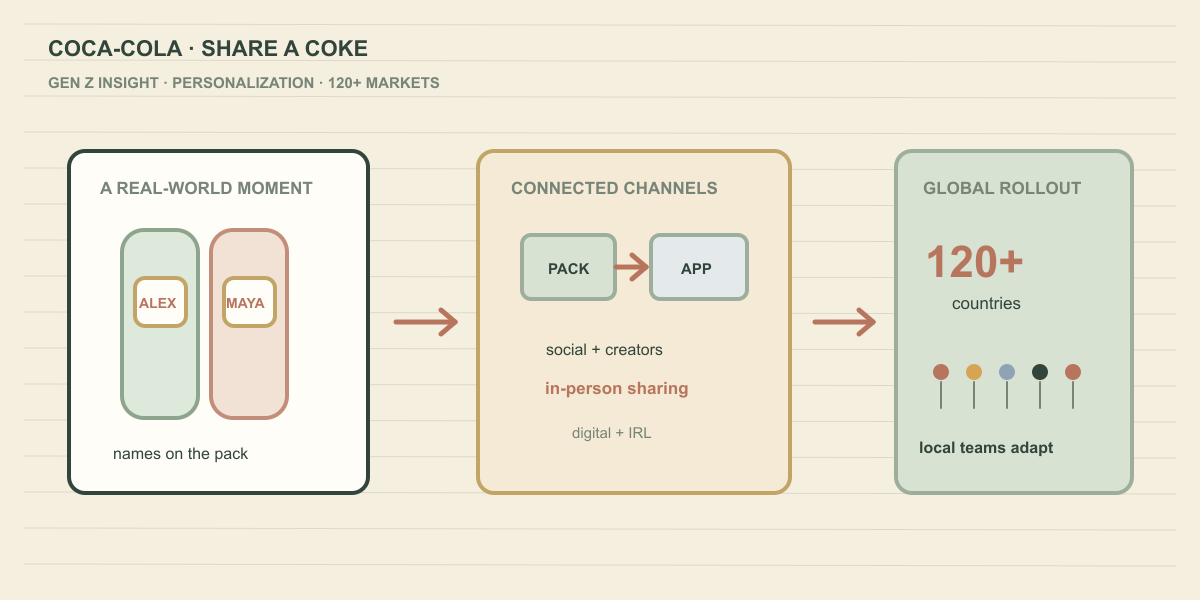 COCA-COLA · SHARE A COKE
GEN Z INSIGHT · PERSONALIZATION · 120+ MARKETS
A REAL-WORLD MOMENT
ALEX
MAYA
names on the pack
CONNECTED CHANNELS
PACK
APP
social + creators
in-person sharing
digital + IRL
GLOBAL ROLLOUT
120+
countries
local teams adapt